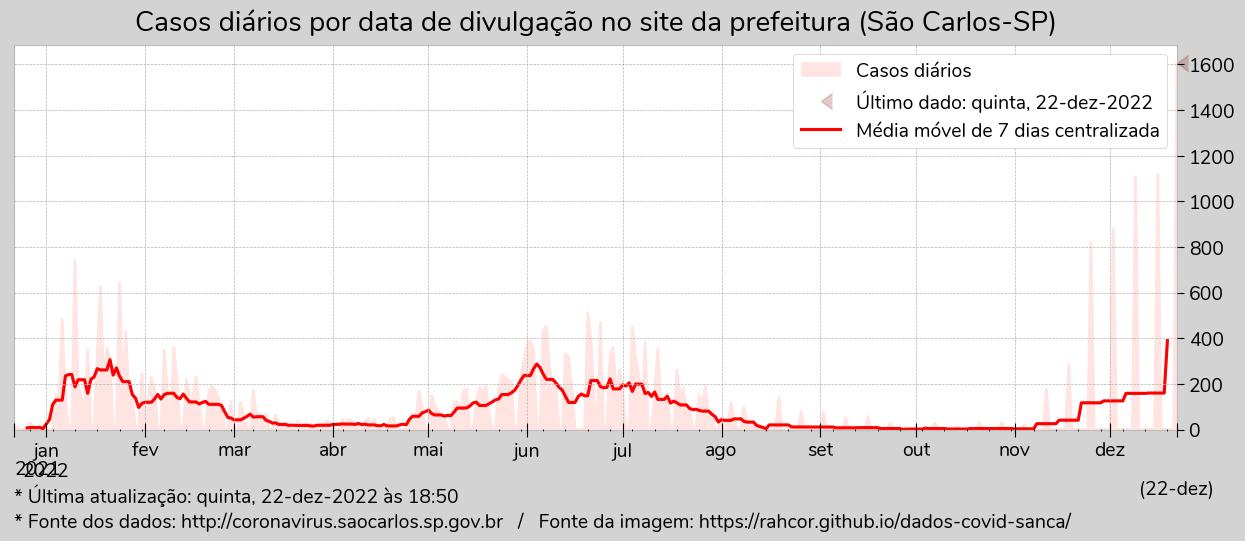 Casos diários por data de divulgação no site da prefeitura (São Carlos-SP)
Casos diários
Último dado: quinta, 22-dez-2022
Média móvel de 7 dias centralizada
1600
1400
1200
1000
800
600
400
200
0
jan fev mar abr mai jun jul ago set out nov dez
2021 2022
(22-dez)
* Última atualização: quinta, 22-dez-2022 às 18:50
* Fonte dos dados: http://coronavirus.saocarlos.sp.gov.br / Fonte da imagem: https://rahcor.github.io/dados-covid-sanca/